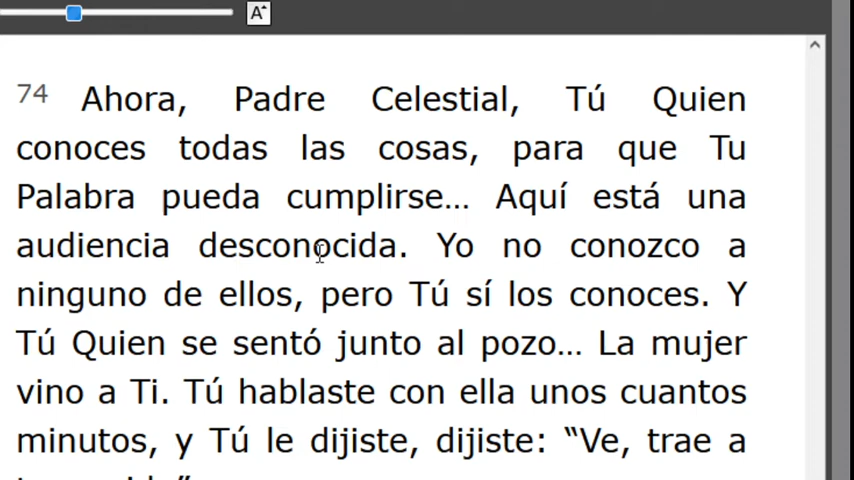 A
74 Ahora, Padre Celestial, Tú Quien
conoces todas las cosas, para que Tu
Palabra pueda cumplirse... Aquí está una
audiencia desconocida. Yo no conozco a
ninguno de ellos, pero Tú sí los conoces. Y
Tú Quien se sentó junto al pozo... La mujer
vino a Ti. Tú hablaste con ella unos cuantos
minutos, y Tú le dijiste, dijiste: “Ve, trae a